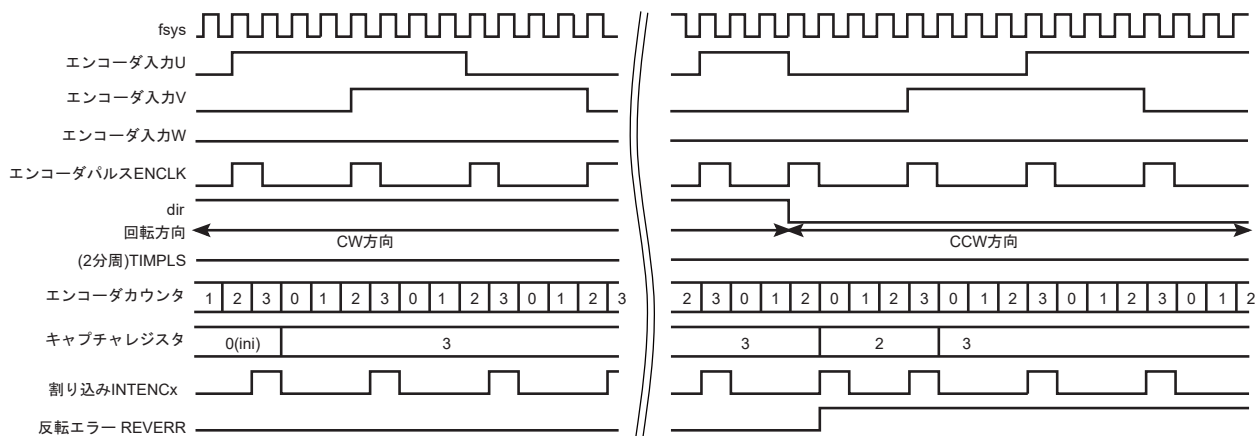 fsys
エンコーダ入力U
エンコーダ入力V
エンコーダ入力W
エンコーダパルスENCLK
dir
回転方向
CW方向 CCW方向
(2分周)TIMPLS
エンコーダカウンタ 1 2 3 0 1 2 3 0 1 2 3 0 1 2 3 2 3 0 1 2 0 1 2 3 0 1 2 3 0 1 2 3 0 1 2
キャプチャレジスタ 0(ini) 3 3 2 3
割り込みINTENCx
反転エラー REVERR